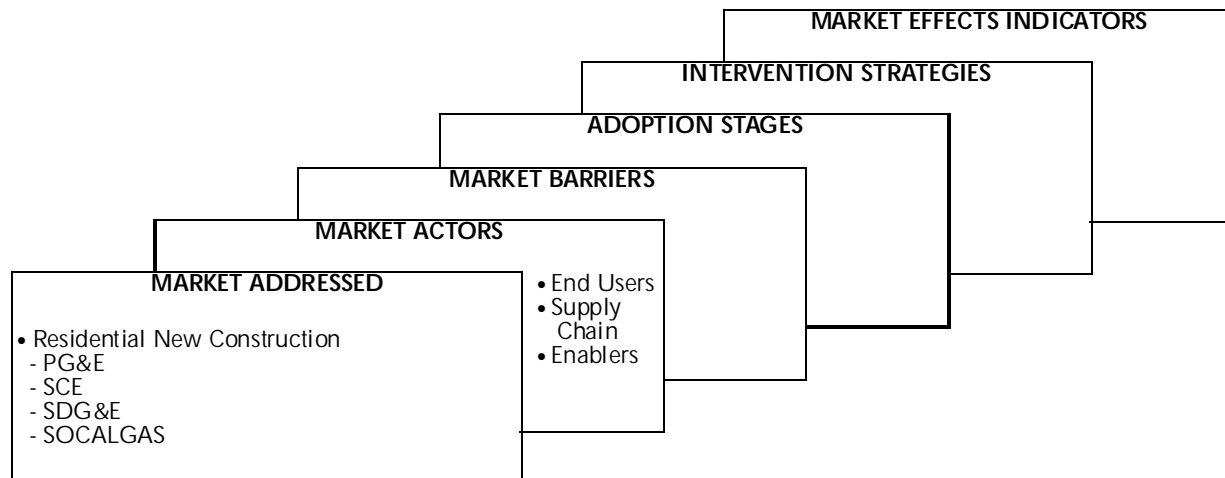 MARKET EFFECTS INDICATORS
INTERVENTION STRATEGIES
ADOPTION STAGES
MARKET BARRIERS
MARKET ACTORS
• End Users
• Supply
Chain
• Enablers
MARKET ADDRESSED
• Residential New Construction
- PG&E
- SCE
- SDG&E
- SOCALGAS